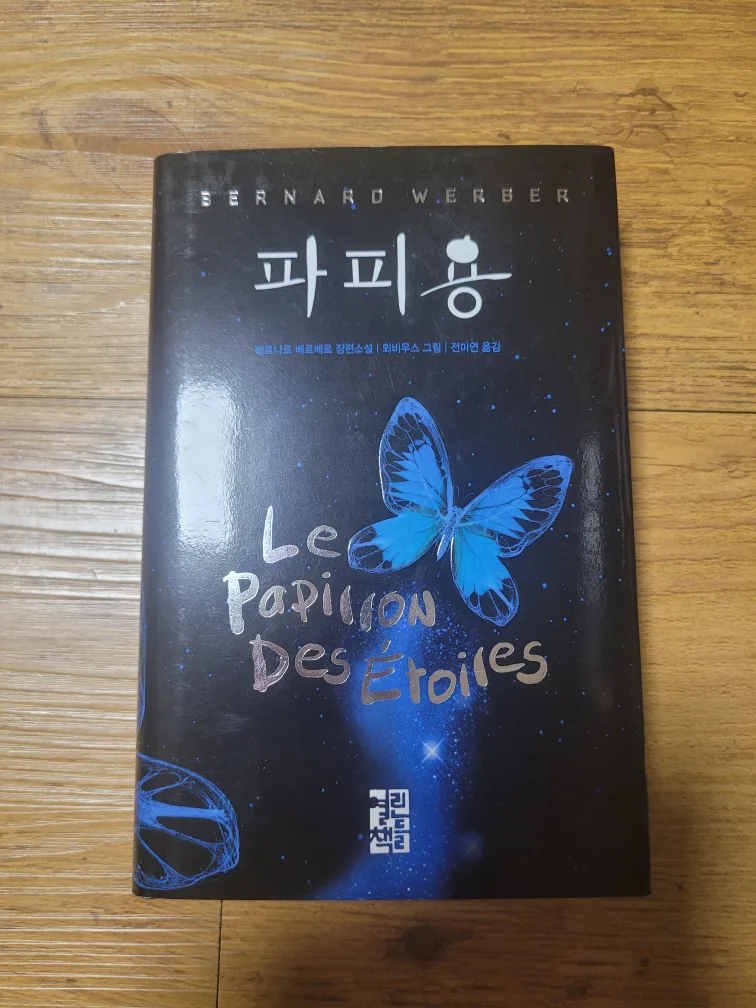 BERNARD WERBER
파피용
베르나르 베르베르 장편소설 | 뫼비우스 그림 | 전미연 옮김
Le
Papillon
Des Étoiles
열린
책들